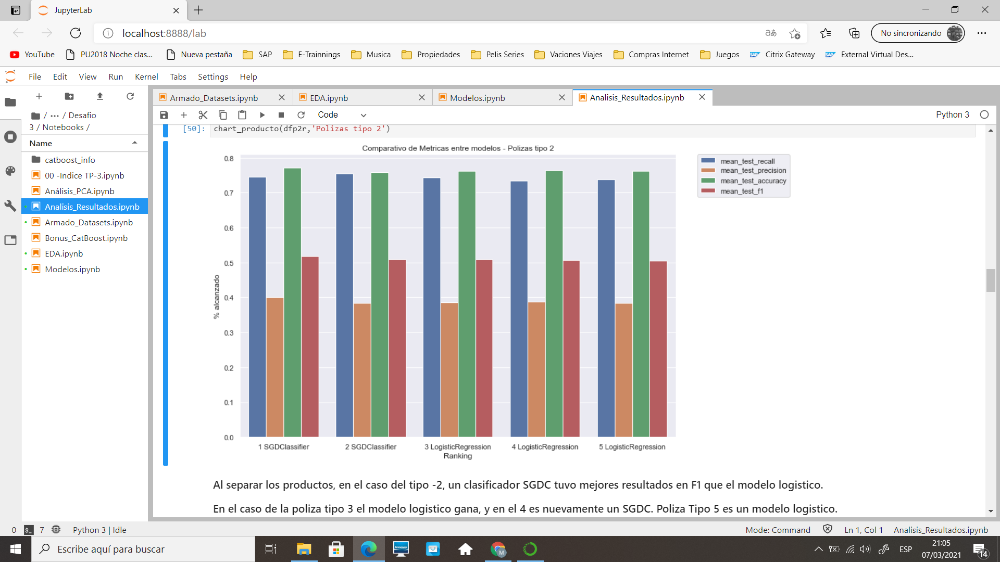 JupyterLab
localhost:8888/lab
aあ
No sincronizando
YouTube
PU2018 Noche clas...
Nueva pestaña
SAP
E-Trainnings
Musica
Propiedades
Pelis Series
Vaciones Viajes
Compras Internet
Juegos
Citrix Gateway
External Virtual Des...
File Edit View Run Kernel Tabs Settings Help
Armado_Datasets.ipynb
EDA.ipynb
Modelos.ipynb
Analisis_Resultados.ipynb
Code
Python 3
/ ··· / Desafio
3 / Notebooks /
Name
catboost_info
00 -Indice TP-3.ipynb
Análisis_PCA.ipynb
Analisis_Resultados.ipynb
Armado_Datasets.ipynb
Bonus_CatBoost.ipynb
EDA.ipynb
Modelos.ipynb
[50]: chart_producto(dfp2r,'Polizas tipo 2')
Comparativo de Metricas entre modelos - Polizas tipo 2
mean_test_recall
mean_test_precision
mean_test_accuracy
mean_test_f1
% alcanzado
0.8
0.7
0.6
0.5
0.4
0.3
0.2
0.1
0.0
1 SGDClassifier
2 SGDClassifier
3 LogisticRegression
4 LogisticRegression
5 LogisticRegression
Ranking
Al separar los productos, en el caso del tipo -2, un clasificador SGDC tuvo mejores resultados en F1 que el modelo logistico.
En el caso de la poliza tipo 3 el modelo logistico gana, y en el 4 es nuevamente un SGDC. Poliza Tipo 5 es un modelo logistico.
0 $_ 7 Python 3 | Idle
Mode: Command
Ln 1, Col 1
Analisis_Resultados.ipynb
Escribe aquí para buscar
M
ESP
21:05
07/03/2021
14